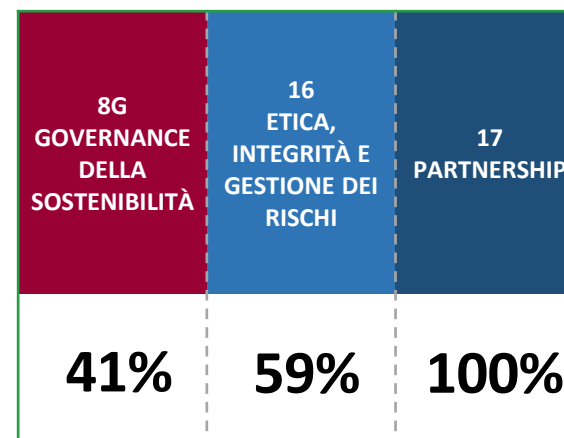 8G
GOVERNANCE
DELLA
SOSTENIBILITÀ
16
ETICA,
INTEGRITÀ E
GESTIONE DEI
RISCHI
17
PARTNERSHIP
41%
59%
100%